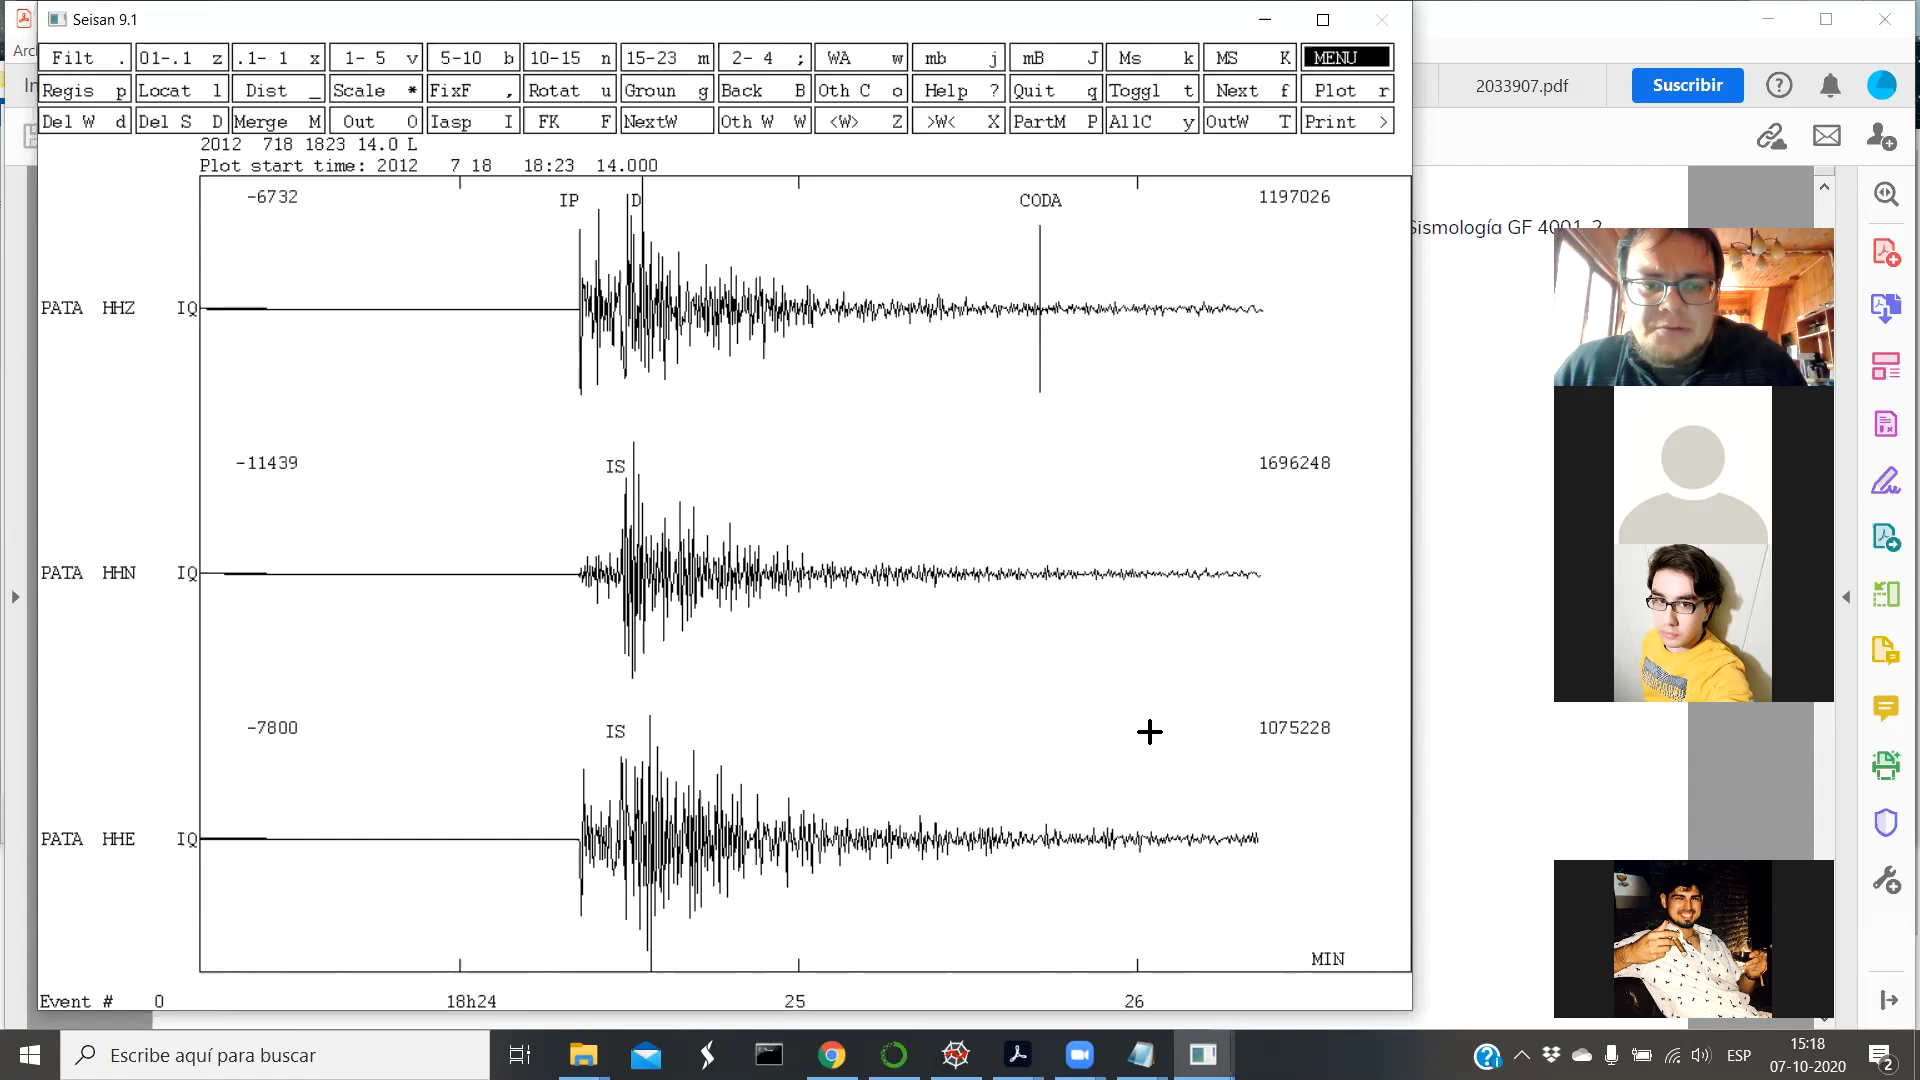 Seisan 9.1
Filt . 01-.1 z .1- 1 x 1- 5 v 5-10 b 10-15 n 15-23 m 2- 4 ; WA w mb j mB J Ms k MS K MENU
Regis p Locat l Dist _ Scale * FixF , Rotat u Groun g Back B Oth C o Help ? Quit q Toggl t Next f Plot r
Del W d Del S D Merge M Out O Iasp I FK F NextW Oth W W <W> Z >W< X PartM P AllC y OutW T Print >
2012 718 1823 14.0 L
Plot start time: 2012 7 18 18:23 14.000
-6732 IP D CODA 1197026
PATA HHZ IQ
-11439 IS 1696248
PATA HHN IQ
-7800 IS 1075228
PATA HHE IQ
MIN
Event # 0 18h24 25 26
Arc
2033907.pdf
Suscribir
Sismología GF 4001-2
Escribe aquí para buscar
ESP
15:18
07-10-2020
2